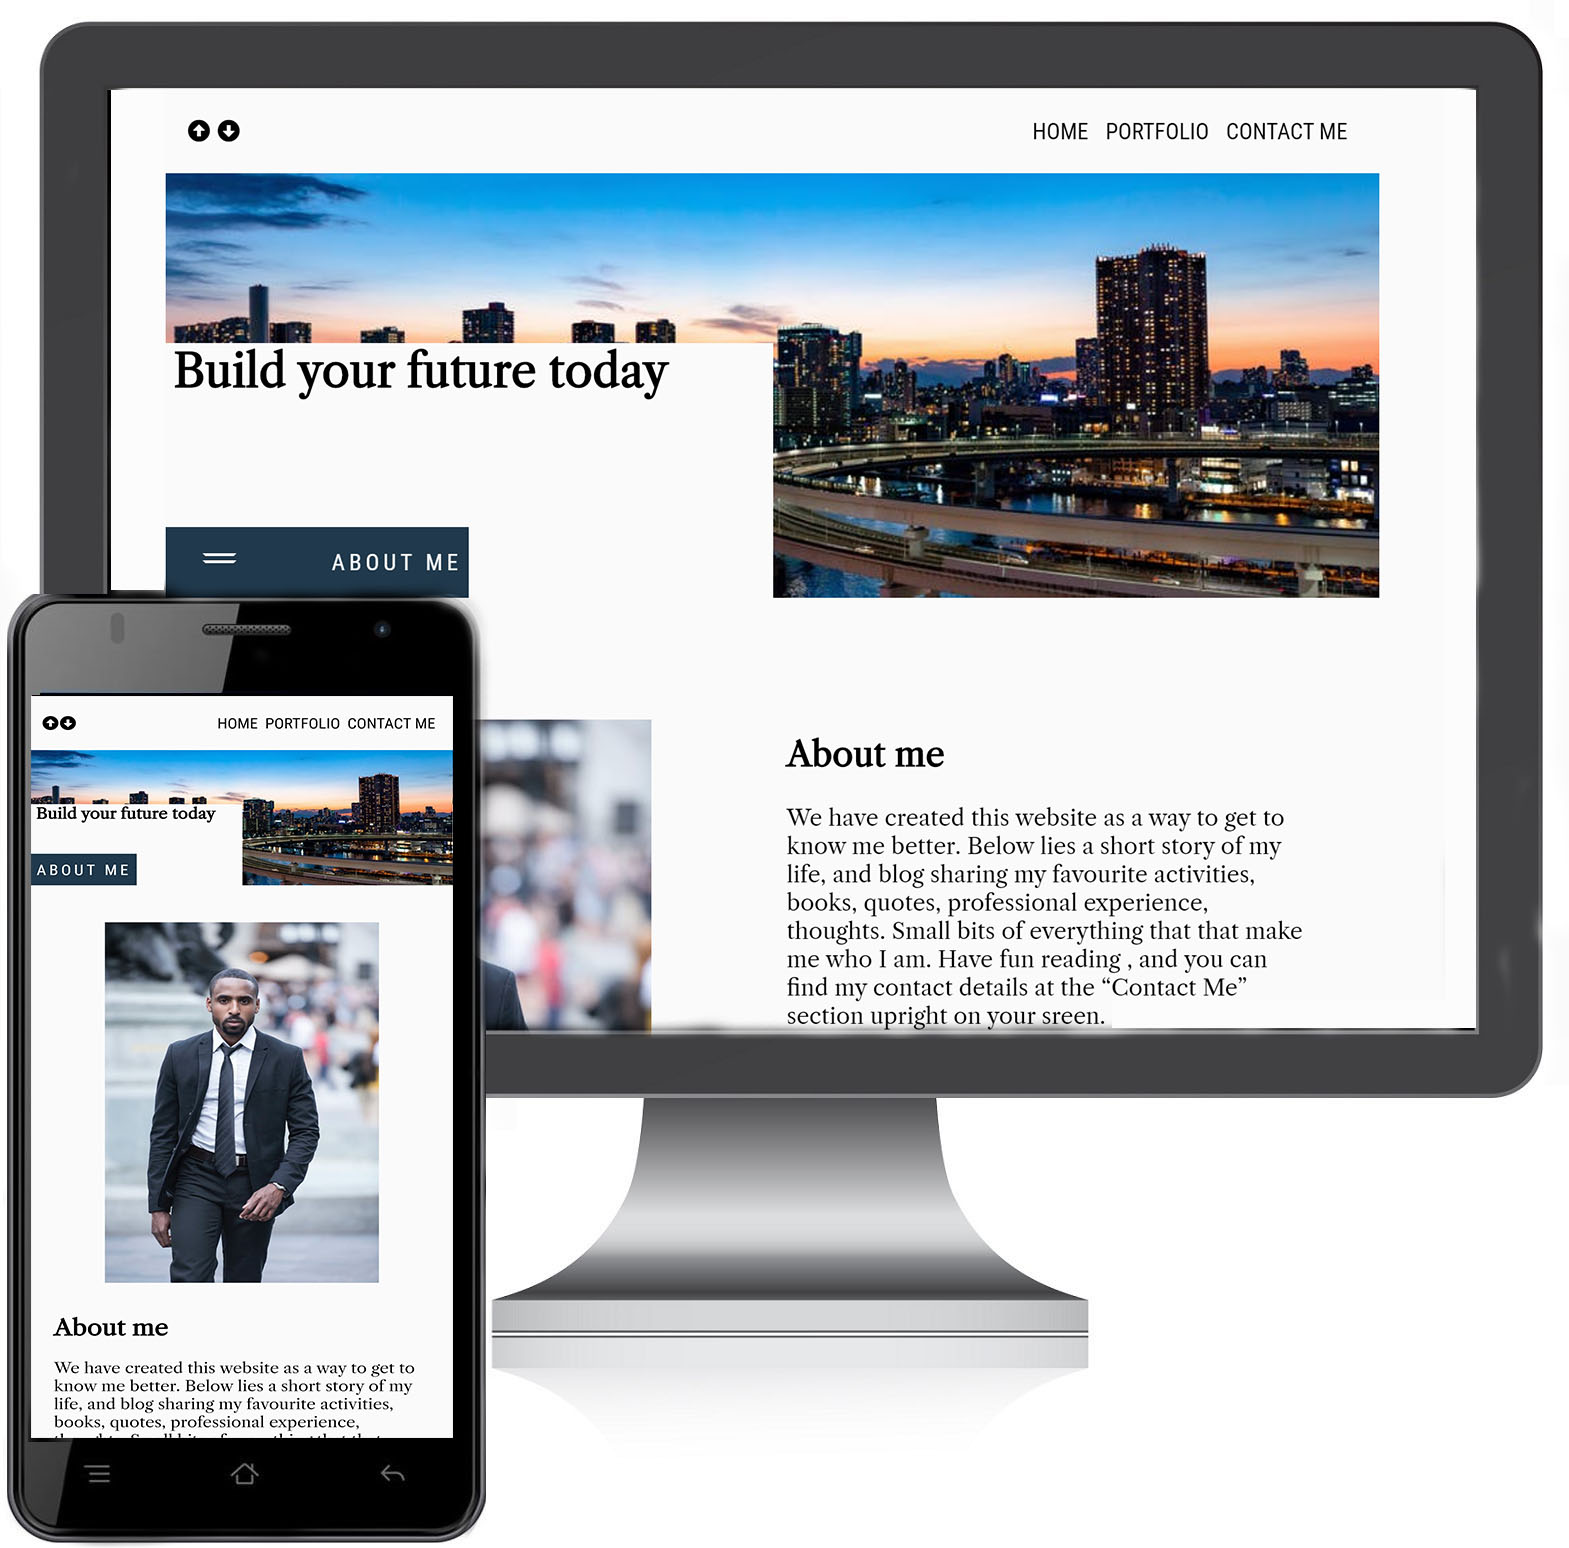 HOME PORTFOLIO CONTACT ME
Build your future today
ABOUT ME
About me
We have created this website as a way to get to
know me better. Below lies a short story of my
life, and blog sharing my favourite activities,
books, quotes, professional experience,
thoughts. Small bits of everything that that make
me who I am. Have fun reading , and you can
find my contact details at the “Contact Me”
section upright on your sreen.
HOME PORTFOLIO CONTACT ME
Build your future today
ABOUT ME
About me
We have created this website as a way to get to
know me better. Below lies a short story of my
life, and blog sharing my favourite activities,
books, quotes, professional experience,